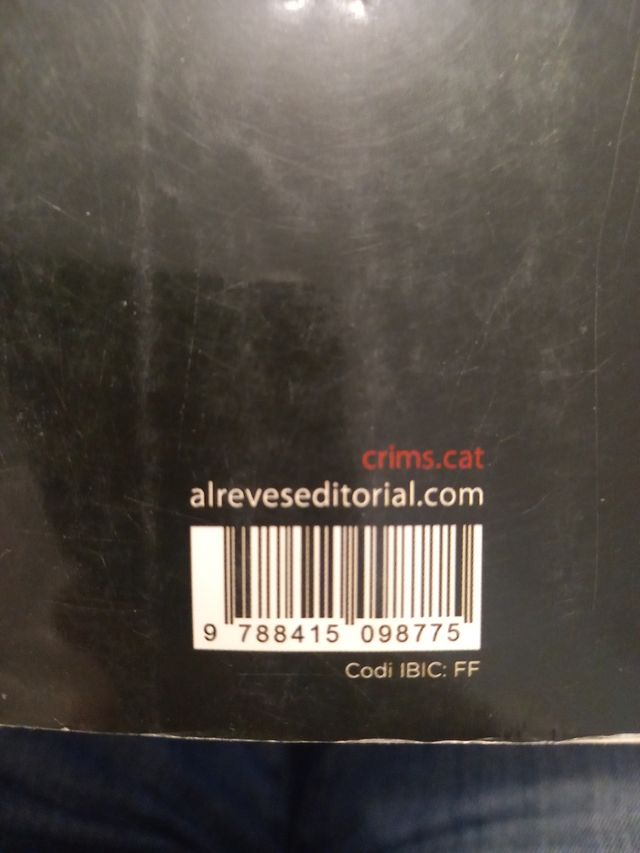 crims.cat
alreveseditorial.com
9 788415 098775
Codi IBIC: FF